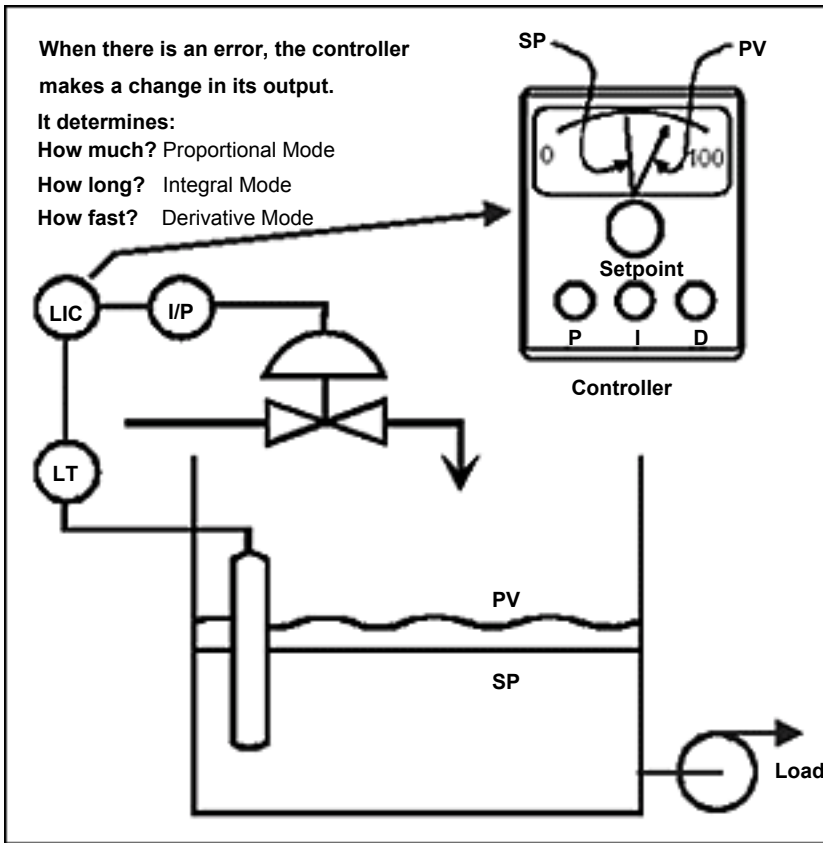 When there is an error, the controller
makes a change in its output.
It determines:
How much? Proportional Mode
How long? Integral Mode
How fast? Derivative Mode
SP
PV
0
100
Setpoint
P I D
Controller
LIC
I/P
LT
PV
SP
Load